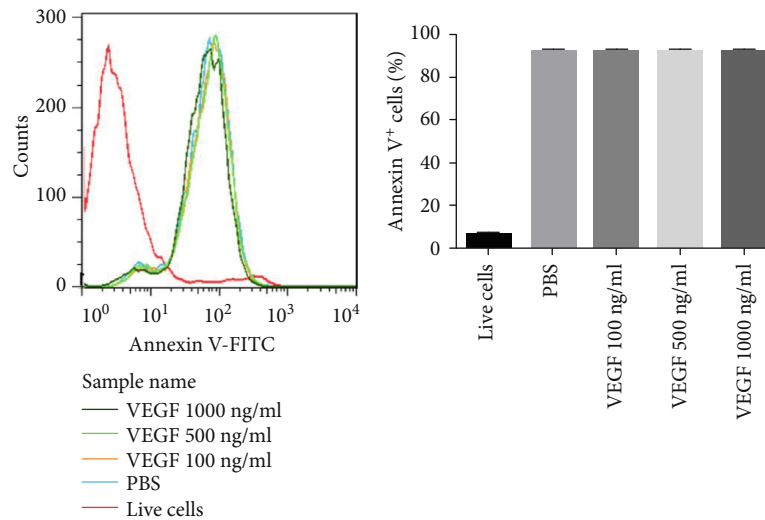 300
200
100
0
Counts
10^0 10^1 10^2 10^3 10^4
Annexin V-FITC
Sample name
VEGF 1000 ng/ml
VEGF 500 ng/ml
VEGF 100 ng/ml
PBS
Live cells
100
80
60
40
20
0
Annexin V+ cells (%)
Live cells
PBS
VEGF 100 ng/ml
VEGF 500 ng/ml
VEGF 1000 ng/ml